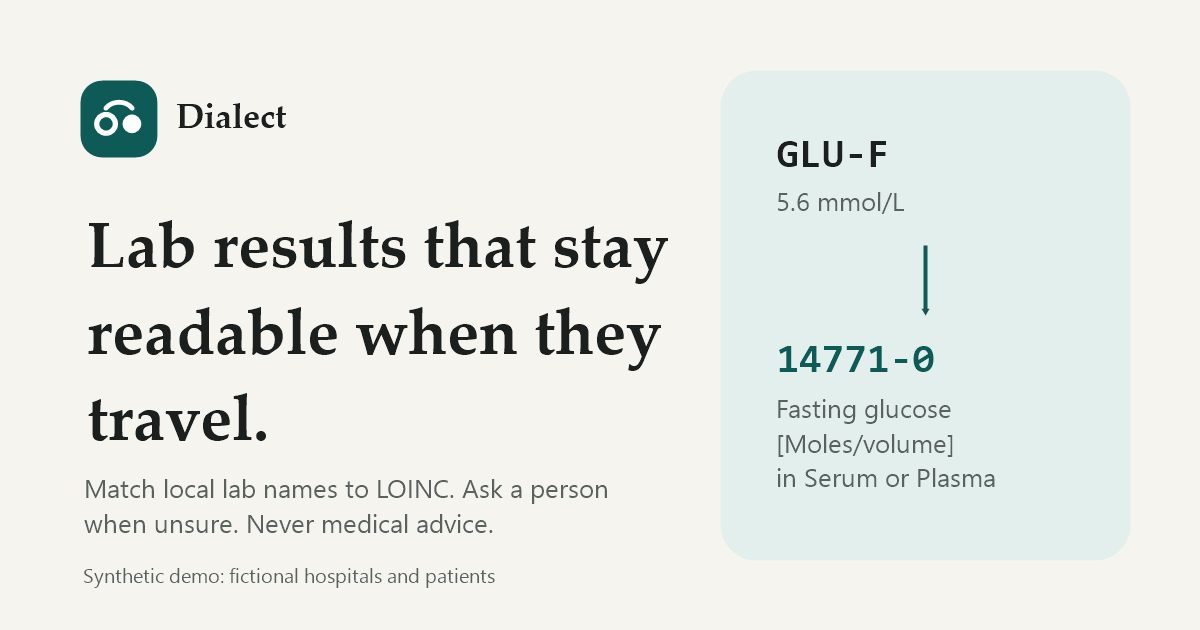 Dialect
Lab results that stay
readable when they
travel.
Match local lab names to LOINC. Ask a person
when unsure. Never medical advice.
Synthetic demo: fictional hospitals and patients
GLU-F
5.6 mmol/L
14771-0
Fasting glucose
[Moles/volume]
in Serum or Plasma